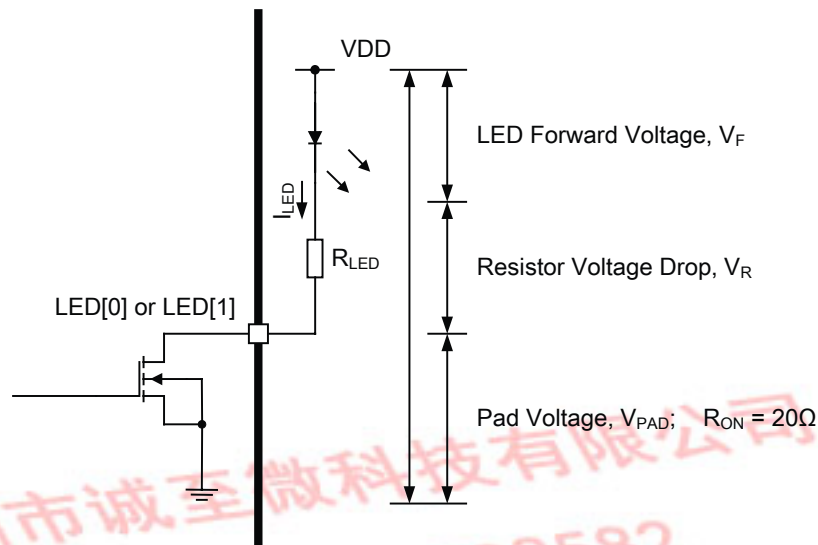 VDD
LED Forward Voltage, VF
ILED
RLED
Resistor Voltage Drop, VR
LED[0] or LED[1]
Pad Voltage, VPAD; RON = 20Ω
市诚至微科技有限公司